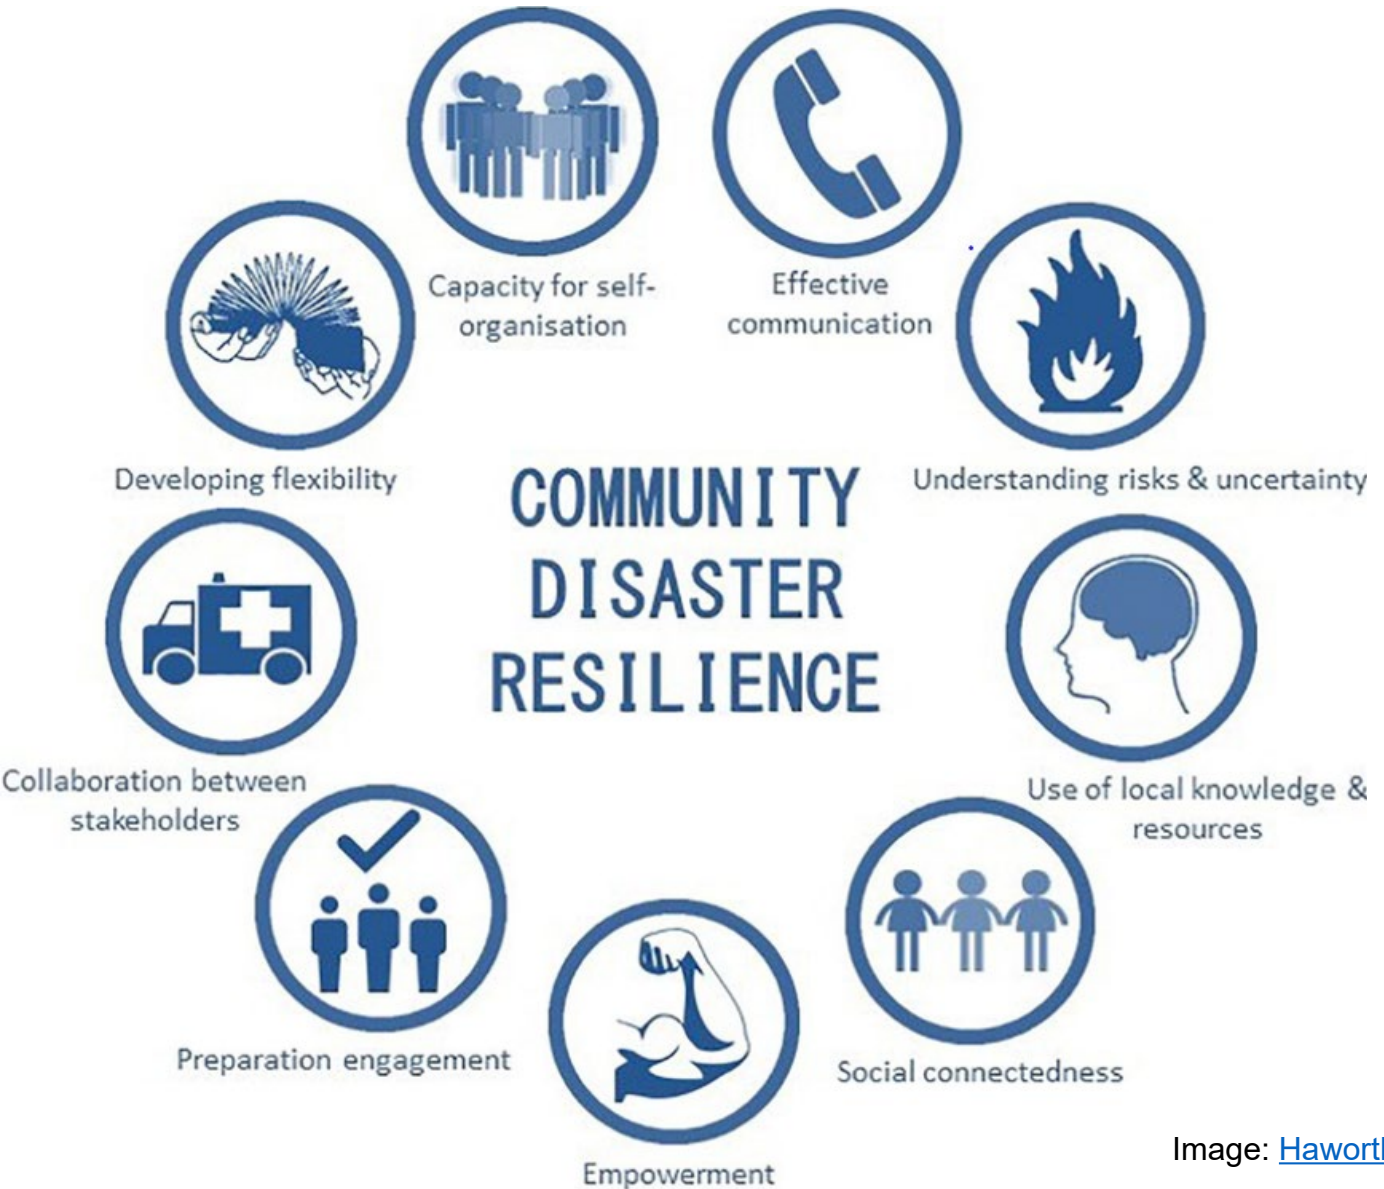 Capacity for self-
organisation
Effective
communication
Developing flexibility
Understanding risks & uncertainty
COMMUNITY
DISASTER
RESILIENCE
Collaboration between
stakeholders
Use of local knowledge &
resources
Preparation engagement
Social connectedness
Empowerment
Image: